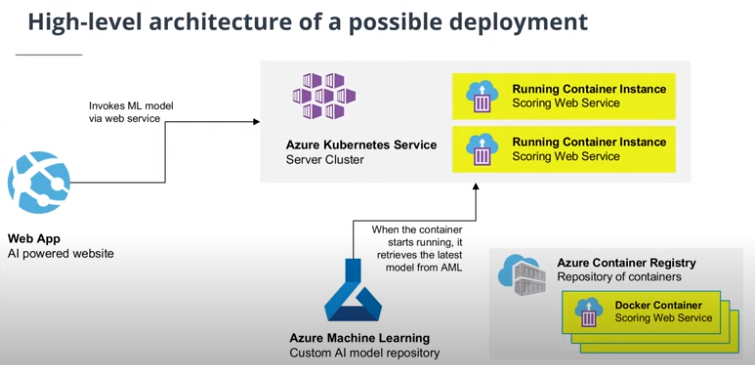 High-level architecture of a possible deployment
Invokes ML model
via web service
Web App
AI powered website
Azure Kubernetes Service
Server Cluster
Running Container Instance
Scoring Web Service
Running Container Instance
Scoring Web Service
When the container
starts running, it
retrieves the latest
model from AML
Azure Machine Learning
Custom AI model repository
Azure Container Registry
Repository of containers
Docker Container
Scoring Web Service